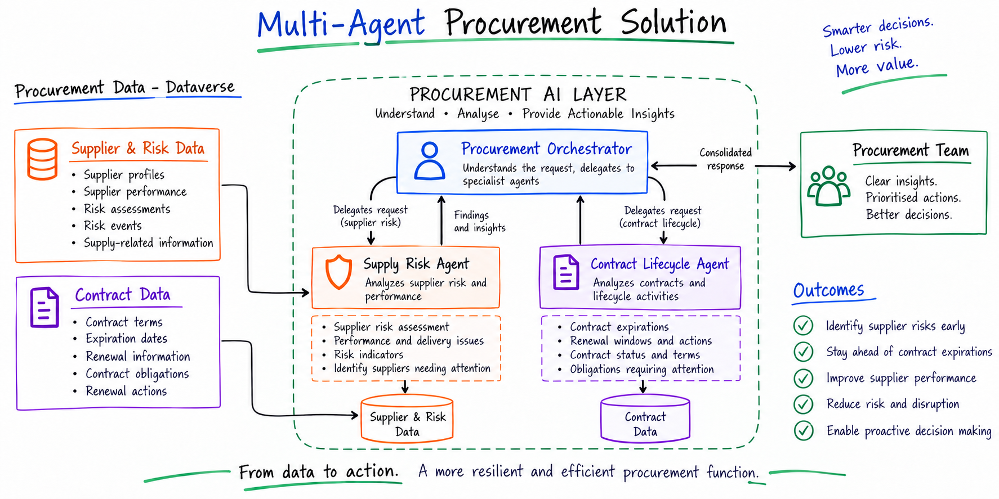 Multi-Agent Procurement Solution
Smarter decisions.
Lower risk.
More value.
Procurement Data - Dataverse
Supplier & Risk Data
• Supplier profiles
• Supplier performance
• Risk assessments
• Risk events
• Supply-related information
Contract Data
• Contract terms
• Expiration dates
• Renewal information
• Contract obligations
• Renewal actions
PROCUREMENT AI LAYER
Understand • Analyse • Provide Actionable Insights
Procurement Orchestrator
Understands the request, delegates to
specialist agents
Delegates request
(supplier risk)
Findings
and insights
Delegates request
(contract lifecycle)
Consolidated
response
Supply Risk Agent
Analyzes supplier risk and
performance
• Supplier risk assessment
• Performance and delivery issues
• Risk indicators
• Identify suppliers needing attention
Supplier & Risk
Data
Contract Lifecycle Agent
Analyzes contracts and
lifecycle activities
• Contract expirations
• Renewal windows and actions
• Contract status and terms
• Obligations requiring attention
Contract
Data
Procurement Team
Clear insights.
Prioritised actions.
Better decisions.
Outcomes
Identify supplier risks early
Stay ahead of contract expirations
Improve supplier performance
Reduce risk and disruption
Enable proactive decision making
From data to action. A more resilient and efficient procurement function.